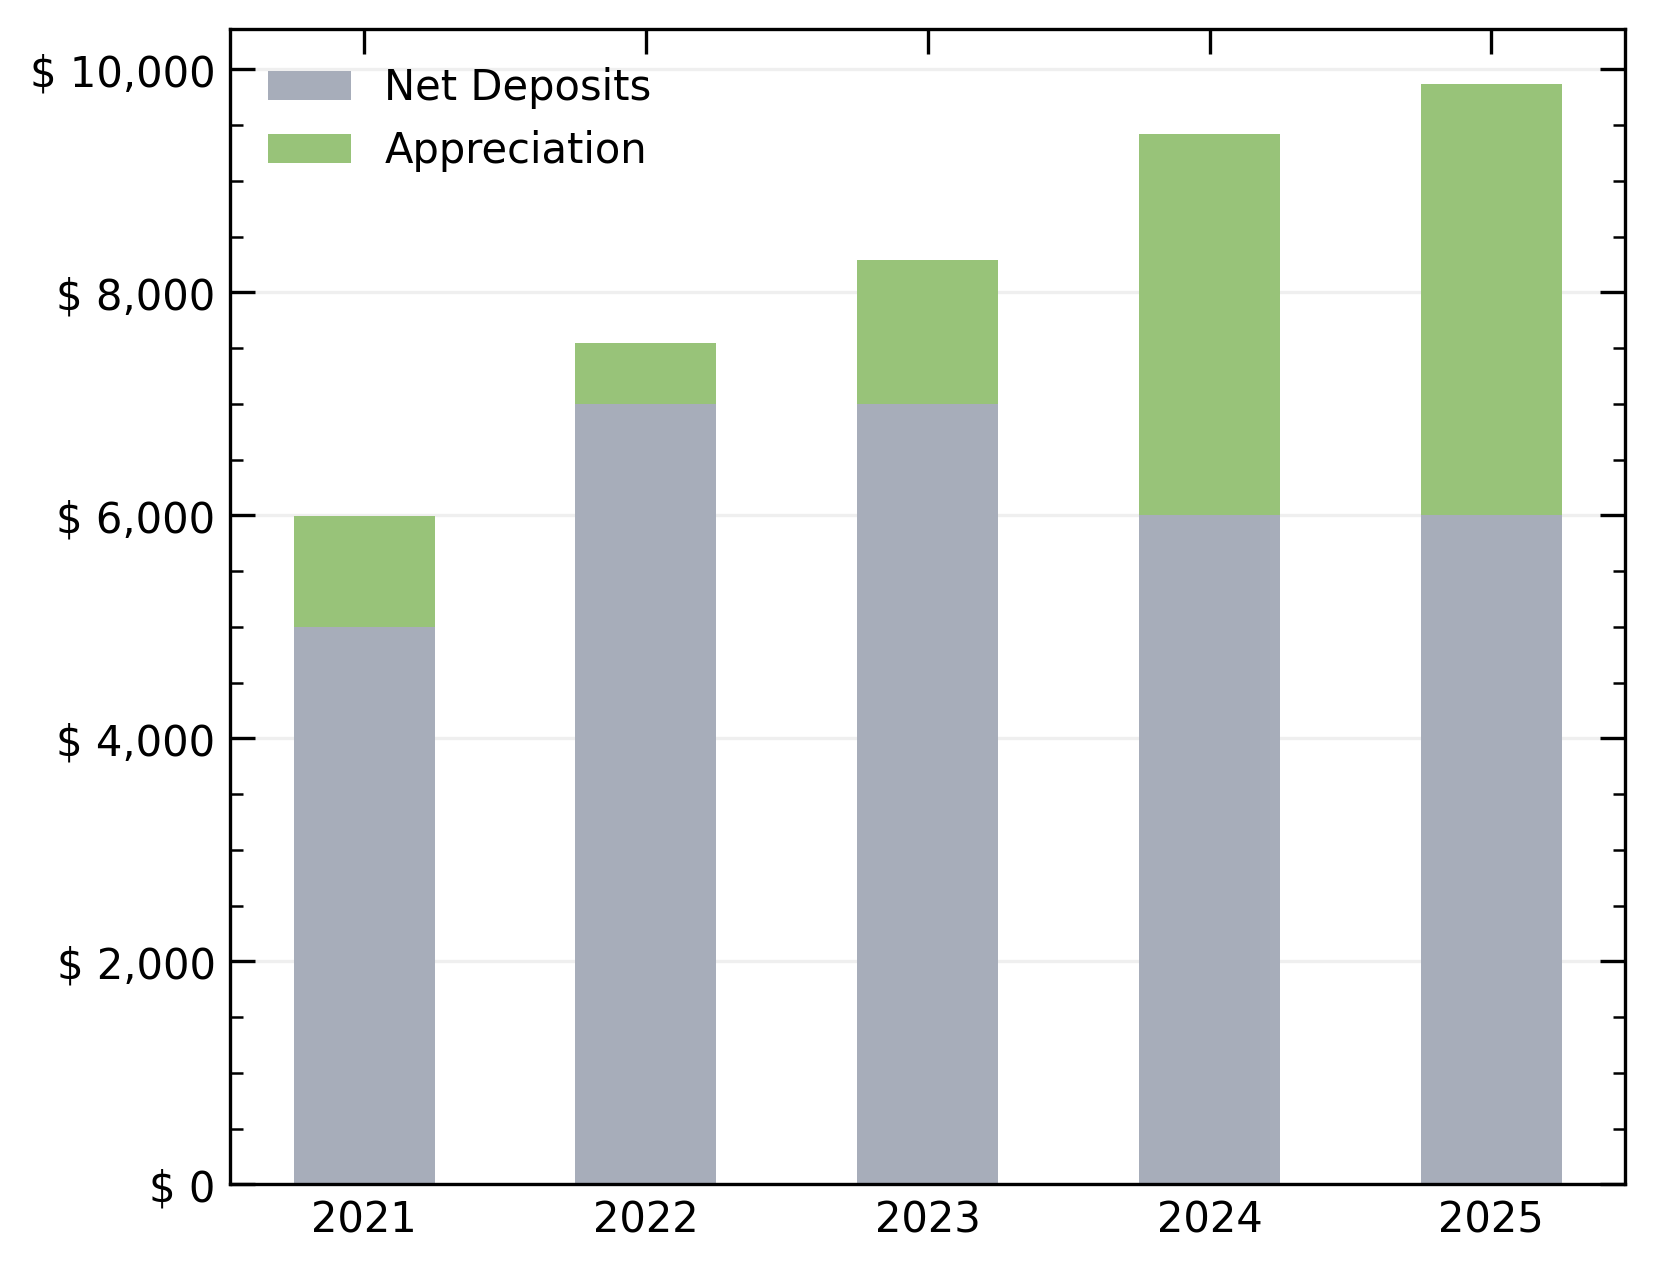 $ 10,000
Net Deposits
Appreciation
$ 8,000
$ 6,000
$ 4,000
$ 2,000
$ 0
2021 2022 2023 2024 2025